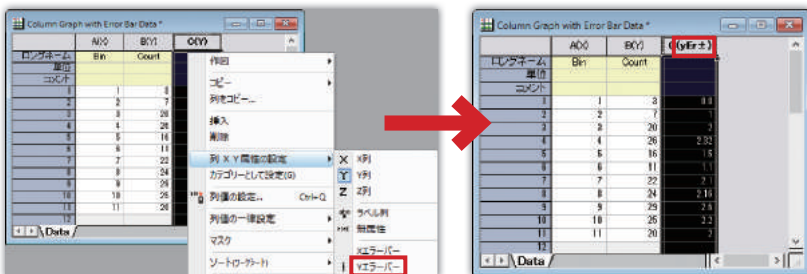 Column Graph with Error Bar Data *
A(X) B(Y) C(Y)
ロングネーム Bin Count
単位
コメント
1 1 3
2 2 7
3 3 20
4 4 26
5 5 16
6 6 11
7 7 22
8 8 24
9 9 29
10 10 25
11 11 20
12
Data
作図
コピー
列をコピー...
挿入
削除
列 X Y 属性の設定
カテゴリーとして設定(G)
列値の設定... Ctrl+Q
列値の一律設定
マスク
ソート(ワークシート)
X X列
Y Y列
Z Z列
ラベル列
無属性
Xエラーバー
Yエラーバー
Column Graph with Error Bar Data *
A(X) B(Y) C(yEr±)
ロングネーム Bin Count
単位
コメント
1 1 3 0.8
2 2 7 1
3 3 20 2
4 4 26 2.32
5 5 16 1.6
6 6 11 1.1
7 7 22 2.1
8 8 24 2.16
9 9 29 2.6
10 10 25 2.2
11 11 20 2
12
Data